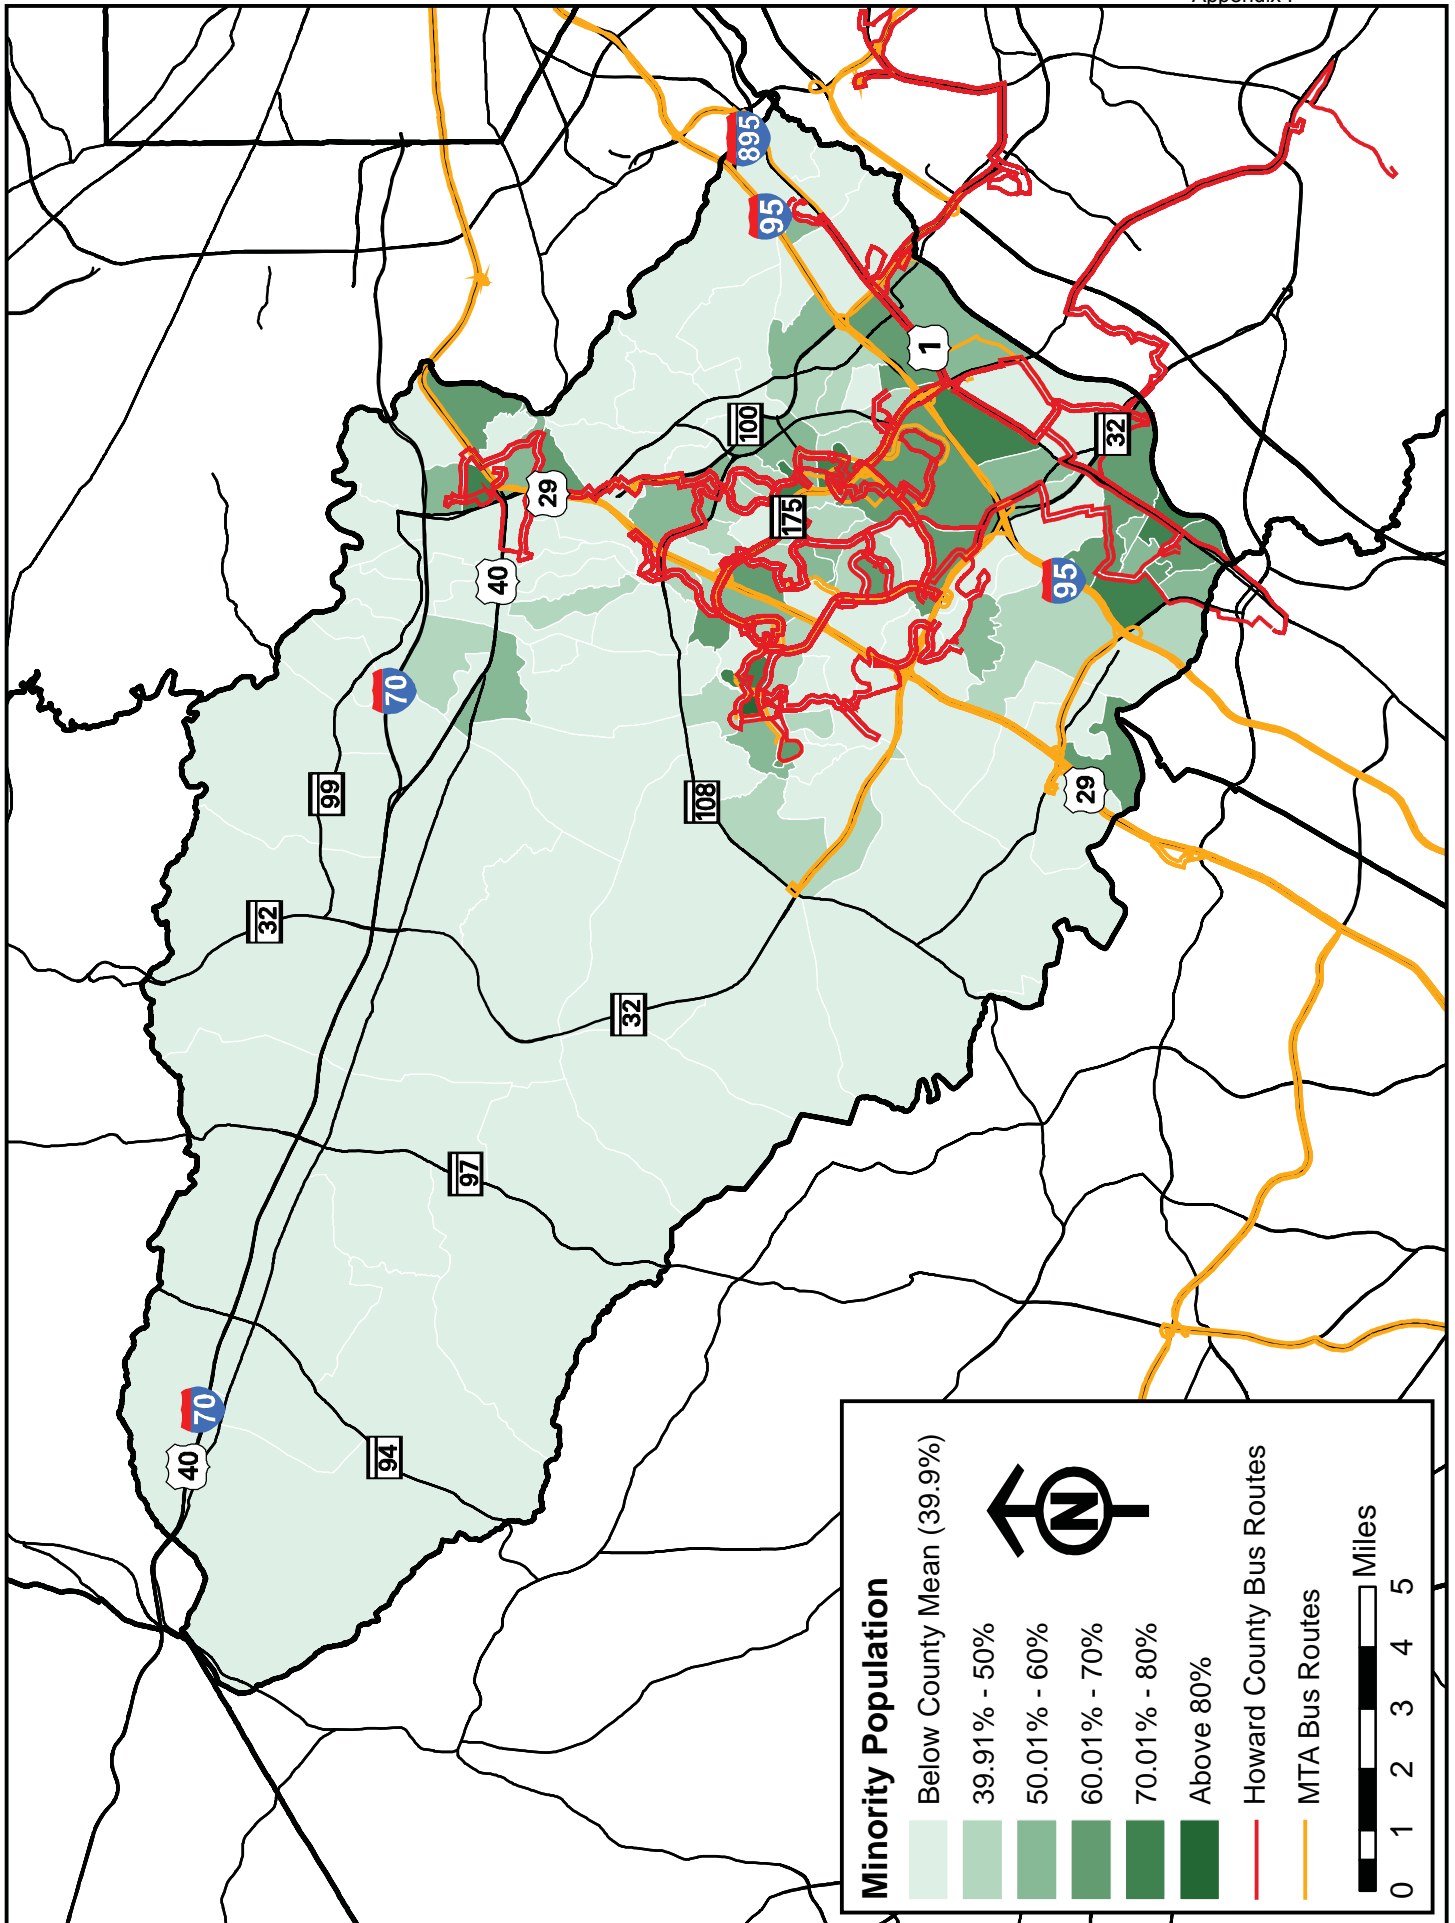 Minority Population
Below County Mean (39.9%)
39.91% - 50%
50.01% - 60%
60.01% - 70%
70.01% - 80%
Above 80%
Howard County Bus Routes
MTA Bus Routes
0 1 2 3 4 5
Miles
N
40
70
94
97
32
32
99
108
70
40
29
29
175
100
95
32
1
95
895